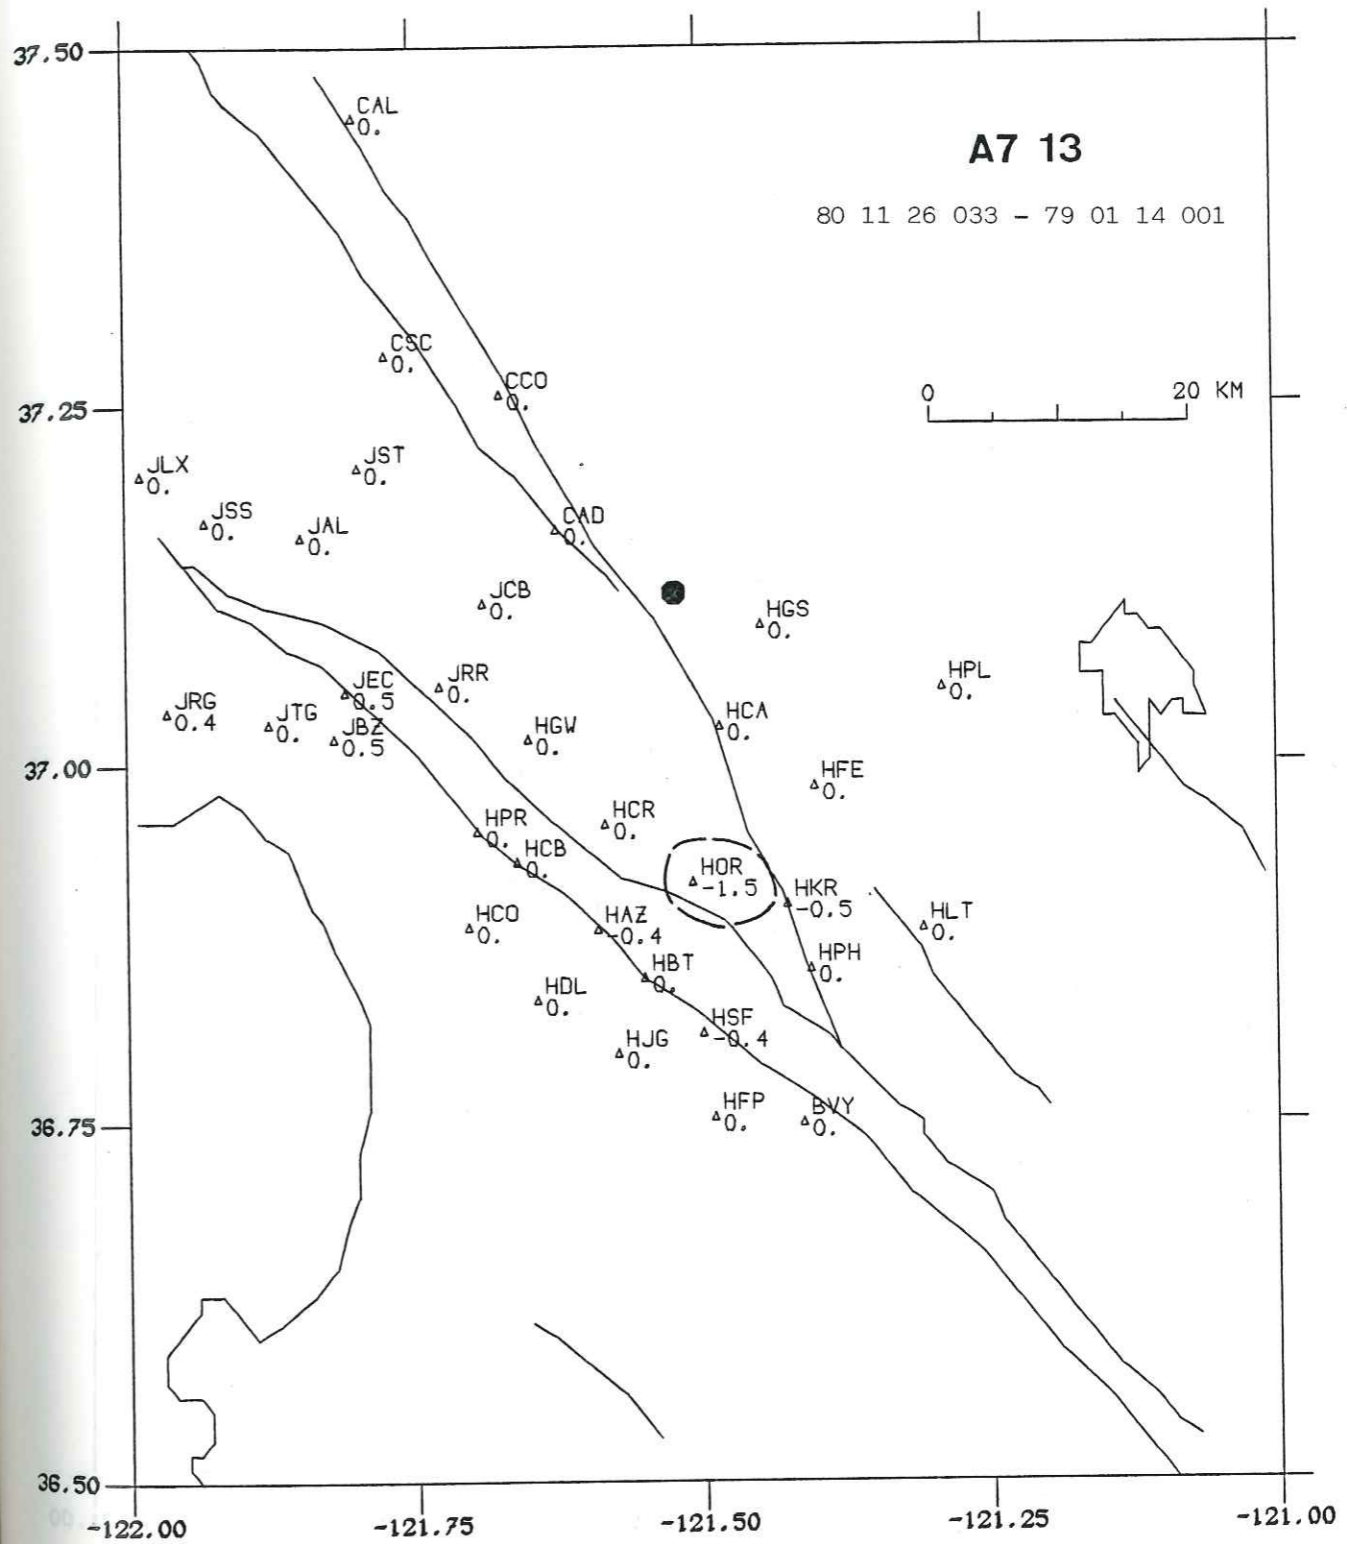 37.50
CAL
0.
A7 13
80 11 26 033 – 79 01 14 001
CSC
0.
CCO
0.
0 20 KM
37.25
JLX
0.
JST
0.
JSS
0.
JAL
0.
CAD
0.
JCB
0.
HGS
0.
HPL
0.
JEC
0.5
JRR
0.
JRG
0.4
JTG
0.
JBZ
0.5
HGW
0.
HCA
0.
37.00
HFE
0.
HPR
0.
HCR
0.
HCB
0.
HOR
-1.5
HKR
-0.5
HCO
0.
HAZ
-0.4
HLT
0.
HBT
0.
HPH
0.
HDL
0.
HSF
-0.4
HJG
0.
HFP
0.
BVY
0.
36.75
36.50
-122.00 -121.75 -121.50 -121.25 -121.00